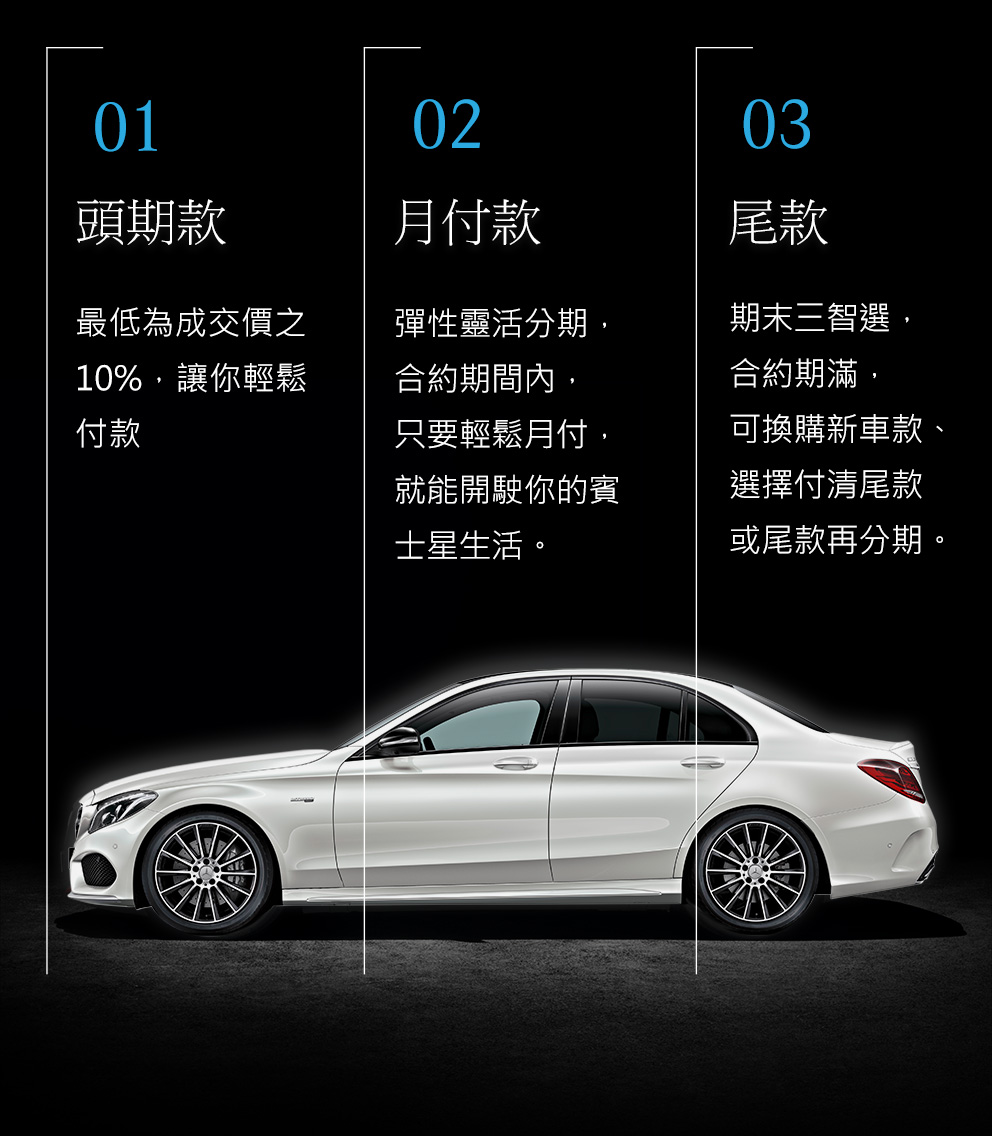 01
頭期款
最低為成交價之
10%，讓你輕鬆
付款
02
月付款
彈性靈活分期，
合約期間內，
只要輕鬆月付，
就能開駛你的賓
士星生活。
03
尾款
期末三智選，
合約期滿，
可換購新車款、
選擇付清尾款
或尾款再分期。